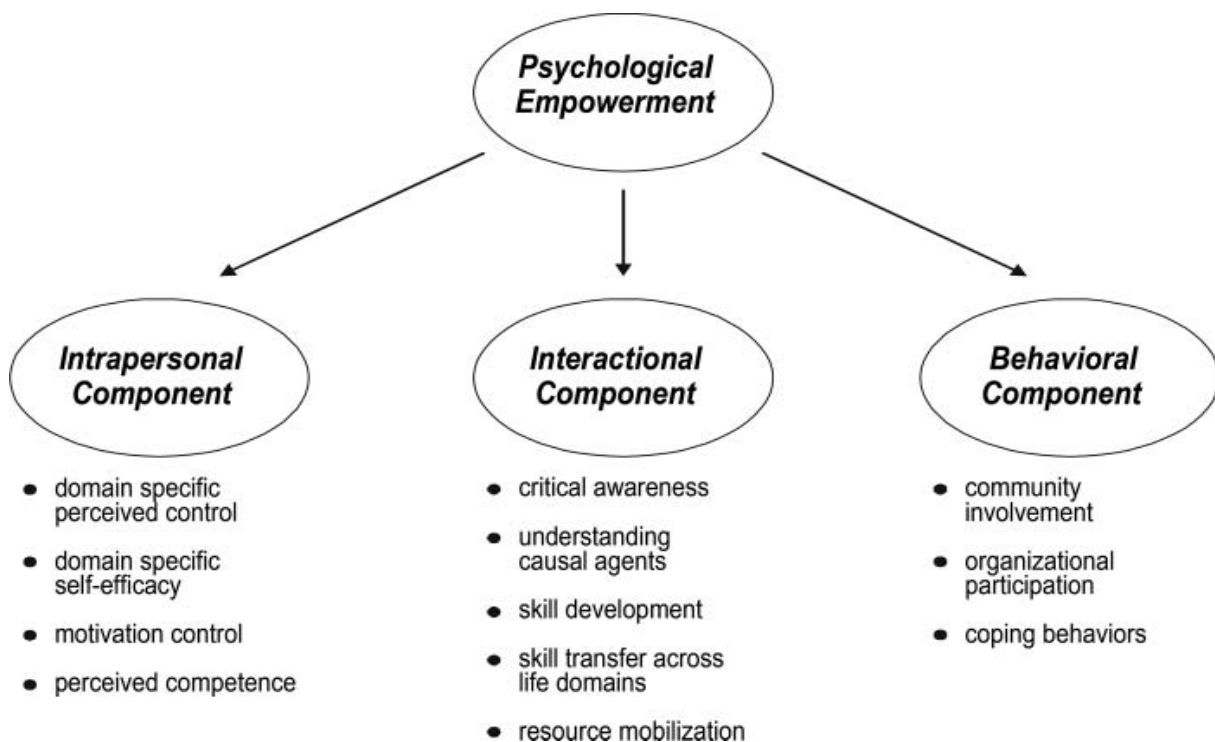 Psychological
Empowerment
Intrapersonal
Component
Interactional
Component
Behavioral
Component
• domain specific
perceived control
• domain specific
self-efficacy
• motivation control
• perceived competence
• critical awareness
• understanding
causal agents
• skill development
• skill transfer across
life domains
• resource mobilization
• community
involvement
• organizational
participation
• coping behaviors